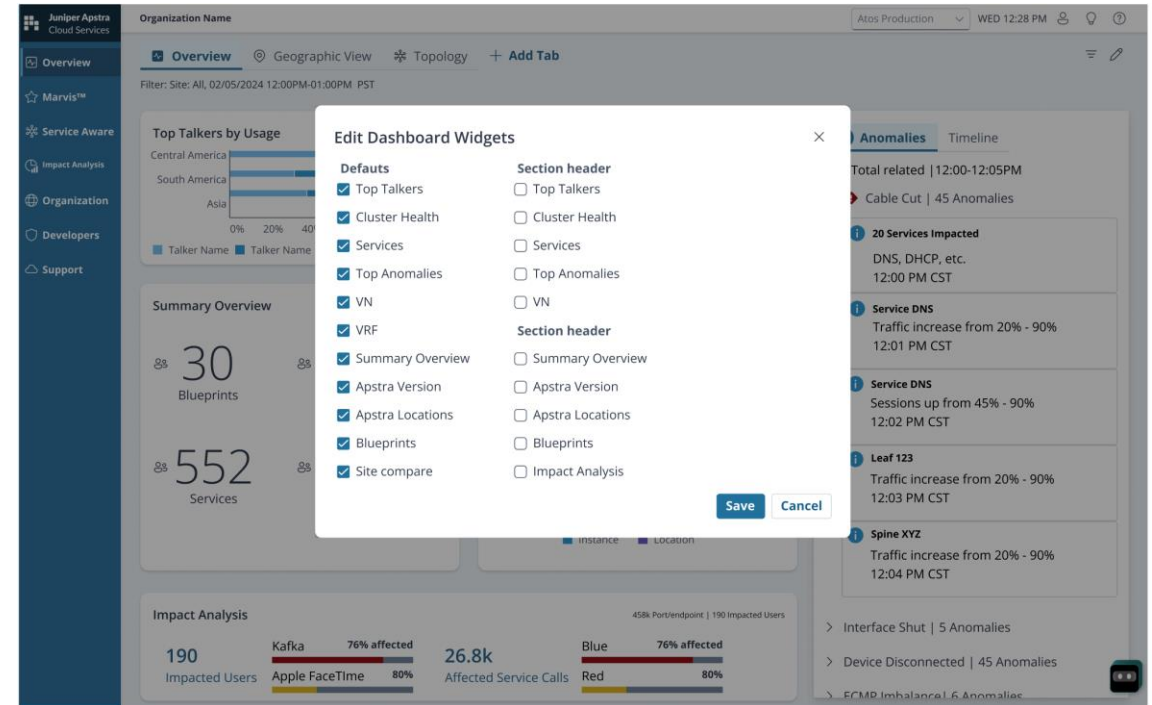 Juniper Apstra
Cloud Services
Organization Name
Atos Production
WED 12:28 PM
Overview
Marvis™
Service Aware
Impact Analysis
Organization
Developers
Support
Overview
Geographic View
Topology
+ Add Tab
Filter: Site: All, 02/05/2024 12:00PM-01:00PM PST
Top Talkers by Usage
Central America
South America
Asia
0% 20% 40
Talker Name Talker Name
Summary Overview
30
Blueprints
552
Services
Edit Dashboard Widgets
Defauts
Top Talkers
Cluster Health
Services
Top Anomalies
VN
VRF
Summary Overview
Apstra Version
Apstra Locations
Blueprints
Site compare
Section header
Top Talkers
Cluster Health
Services
Top Anomalies
VN
Section header
Summary Overview
Apstra Version
Apstra Locations
Blueprints
Impact Analysis
Save Cancel
Instance Location
Impact Analysis
458k Port/endpoint | 190 Impacted Users
190
Impacted Users
Kafka 76% affected
Apple FaceTIme 80%
26.8k
Affected Service Calls
Blue 76% affected
Red 80%
Anomalies Timeline
Total related |12:00-12:05PM
Cable Cut | 45 Anomalies
20 Services Impacted
DNS, DHCP, etc.
12:00 PM CST
Service DNS
Traffic increase from 20% - 90%
12:01 PM CST
Service DNS
Sessions up from 45% - 90%
12:02 PM CST
Leaf 123
Traffic increase from 20% - 90%
12:03 PM CST
Spine XYZ
Traffic increase from 20% - 90%
12:04 PM CST
Interface Shut | 5 Anomalies
Device Disconnected | 45 Anomalies
ECMP Imbalance| 6 Anomalies